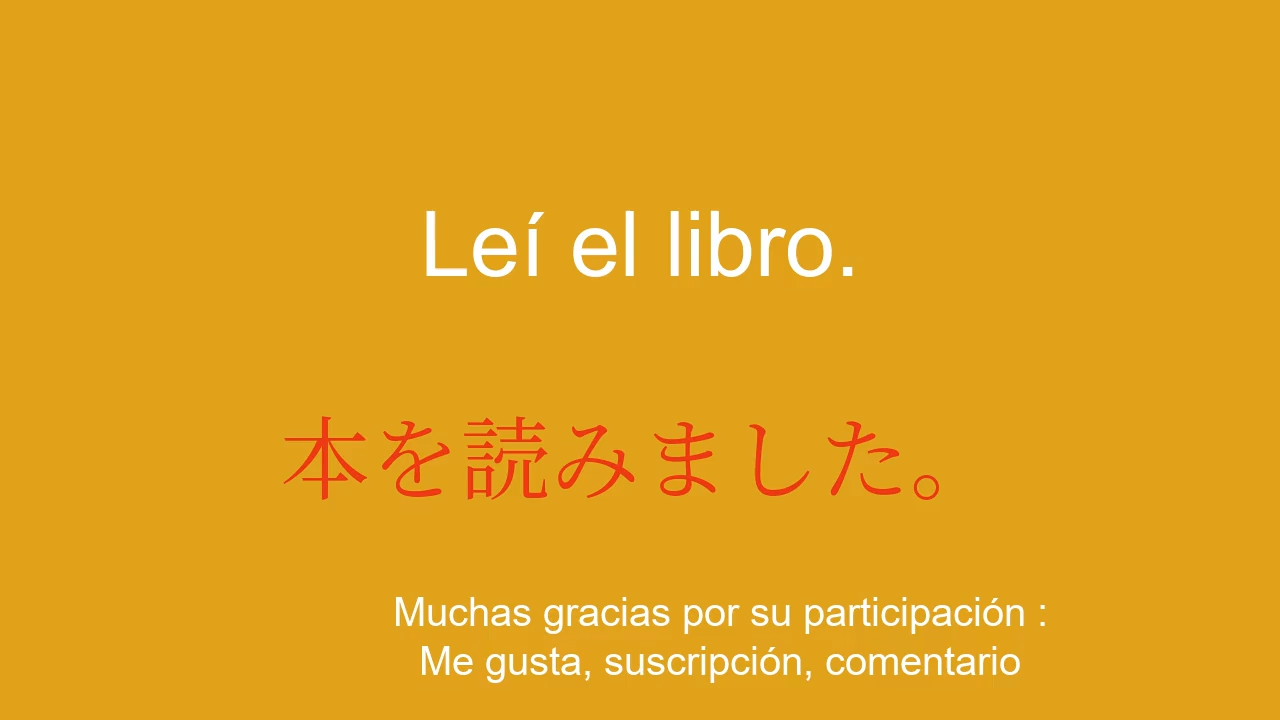 Leí el libro.
本を読みました。
Muchas gracias por su participación :
Me gusta, suscripción, comentario